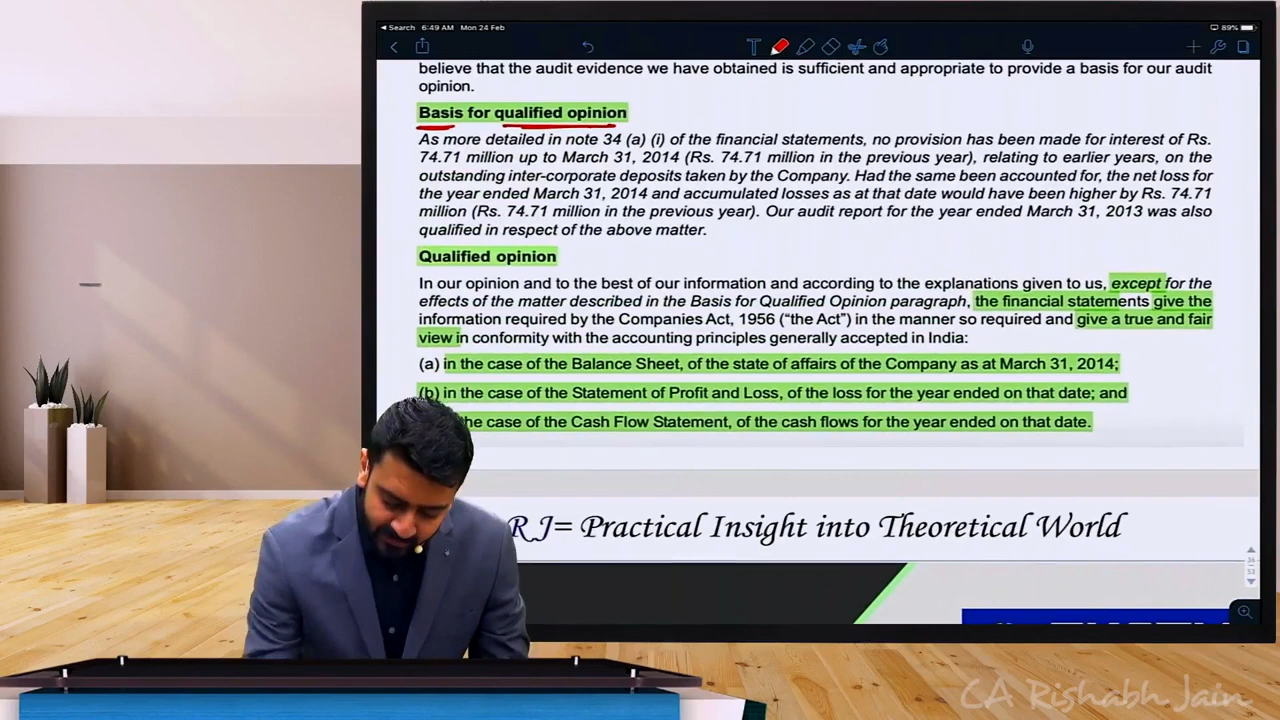 Search 6:49 AM Mon 24 Feb 89%
believe that the audit evidence we have obtained is sufficient and appropriate to provide a basis for our audit
opinion.
Basis for qualified opinion
As more detailed in note 34 (a) (i) of the financial statements, no provision has been made for interest of Rs.
74.71 million up to March 31, 2014 (Rs. 74.71 million in the previous year), relating to earlier years, on the
outstanding inter-corporate deposits taken by the Company. Had the same been accounted for, the net loss for
the year ended March 31, 2014 and accumulated losses as at that date would have been higher by Rs. 74.71
million (Rs. 74.71 million in the previous year). Our audit report for the year ended March 31, 2013 was also
qualified in respect of the above matter.
Qualified opinion
In our opinion and to the best of our information and according to the explanations given to us, except for the
effects of the matter described in the Basis for Qualified Opinion paragraph, the financial statements give the
information required by the Companies Act, 1956 (“the Act”) in the manner so required and give a true and fair
view in conformity with the accounting principles generally accepted in India:
(a) in the case of the Balance Sheet, of the state of affairs of the Company as at March 31, 2014;
(b) in the case of the Statement of Profit and Loss, of the loss for the year ended on that date; and
the case of the Cash Flow Statement, of the cash flows for the year ended on that date.
R J= Practical Insight into Theoretical World
53
CA Rishabh Jain